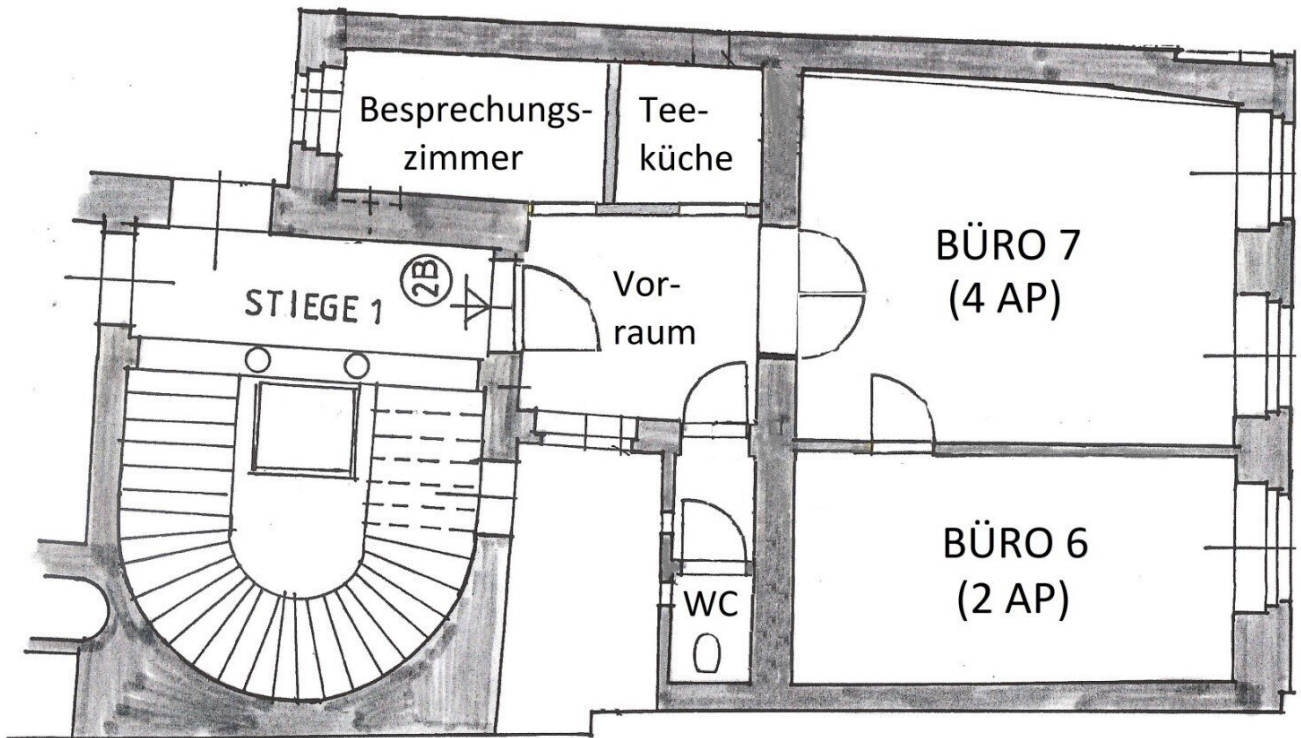 Besprechungs-
zimmer
Tee-
küche
BÜRO 7
(4 AP)
Vor-
raum
2B
STIEGE 1
BÜRO 6
(2 AP)
WC